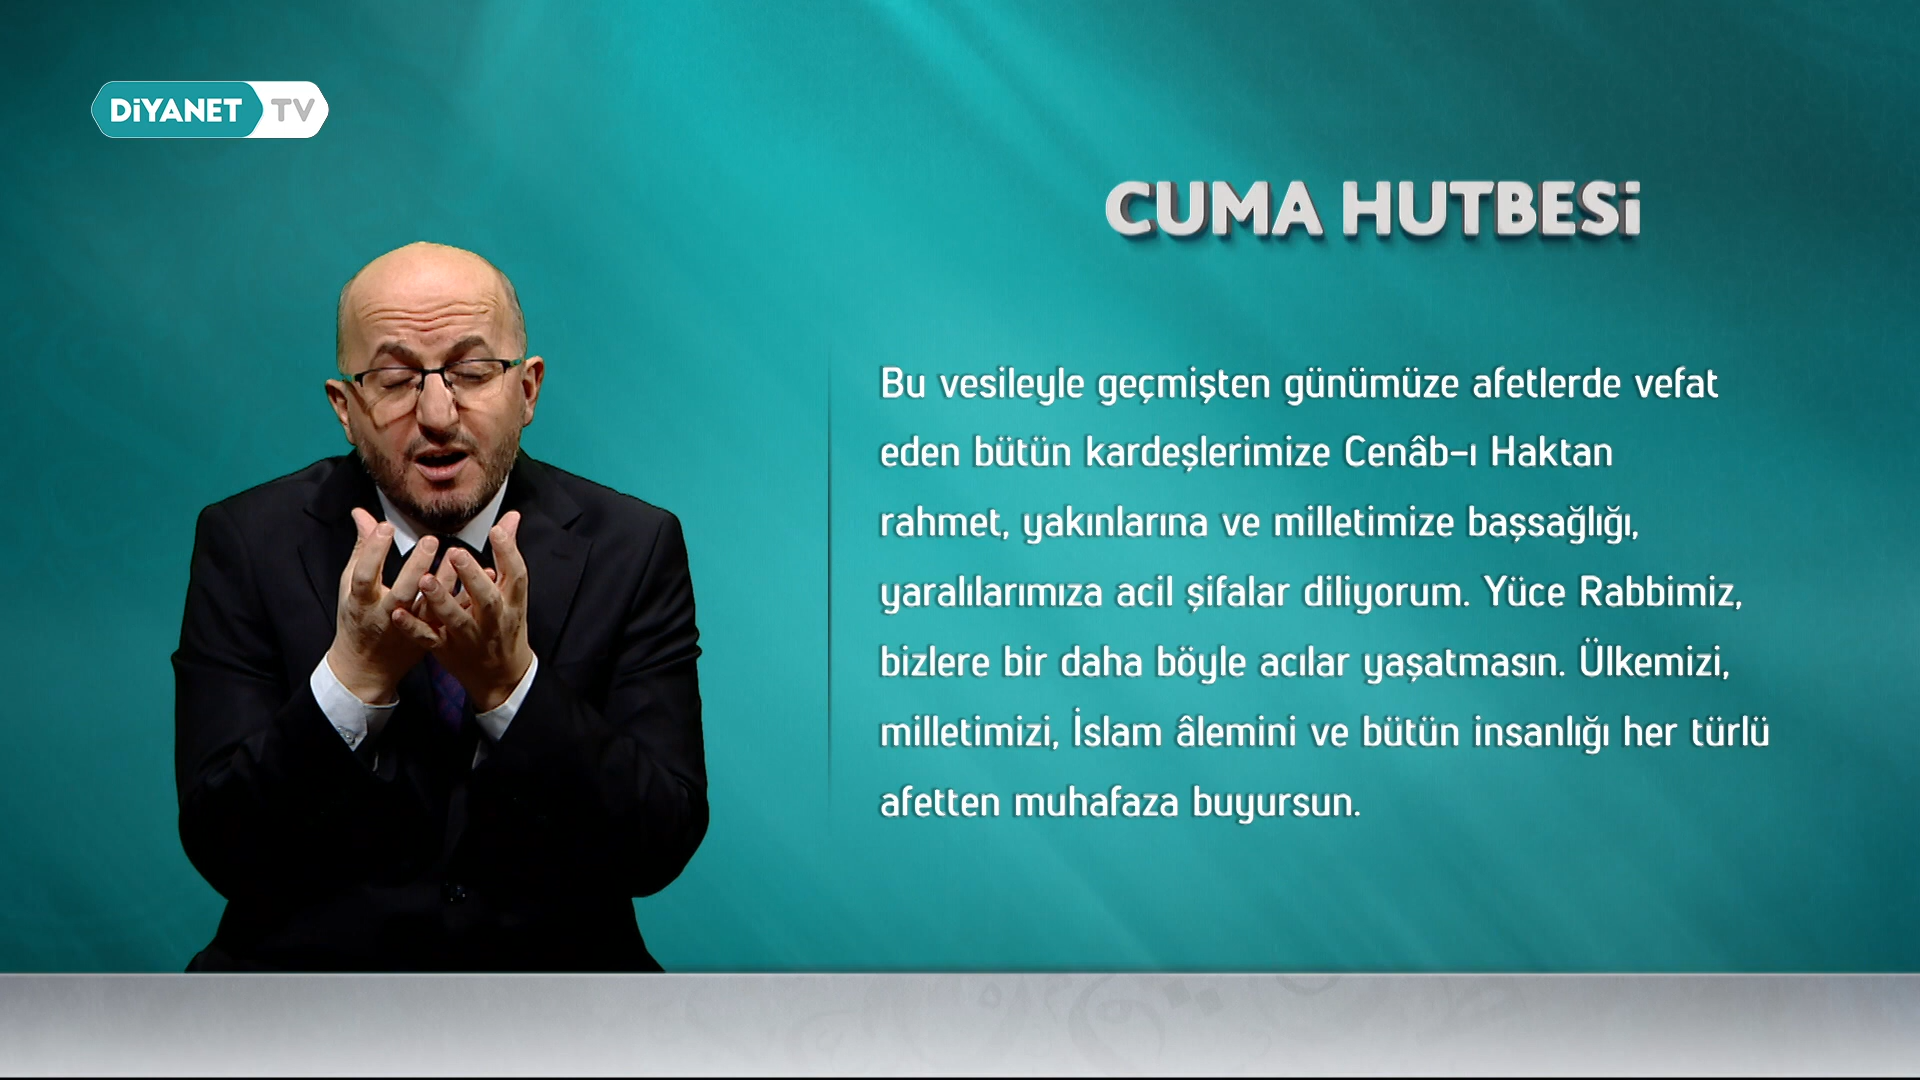 DİYANET TV
CUMA HUTBESİ
Bu vesileyle geçmişten günümüze afetlerde vefat
eden bütün kardeşlerimize Cenâb-ı Haktan
rahmet, yakınlarına ve milletimize başsağlığı,
yaralılarımıza acil şifalar diliyorum. Yüce Rabbimiz,
bizlere bir daha böyle acılar yaşatmasın. Ülkemizi,
milletimizi, İslam âlemini ve bütün insanlığı her türlü
afetten muhafaza buyursun.